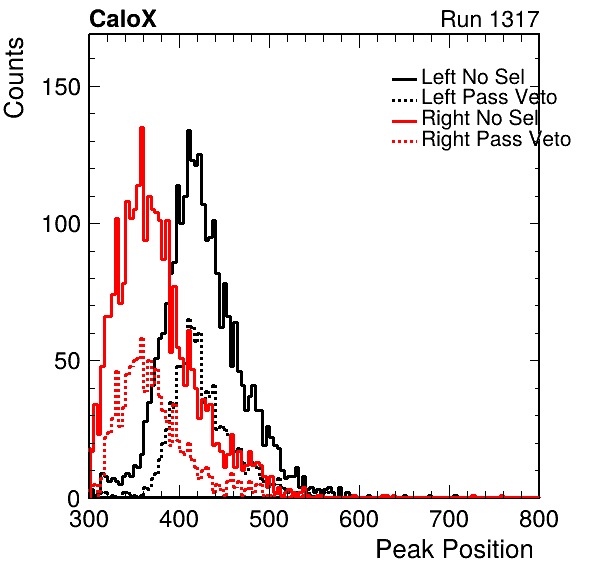 CaloX Run 1317
Counts
150
100
50
0
Left No Sel
Left Pass Veto
Right No Sel
Right Pass Veto
300 400 500 600 700 800
Peak Position